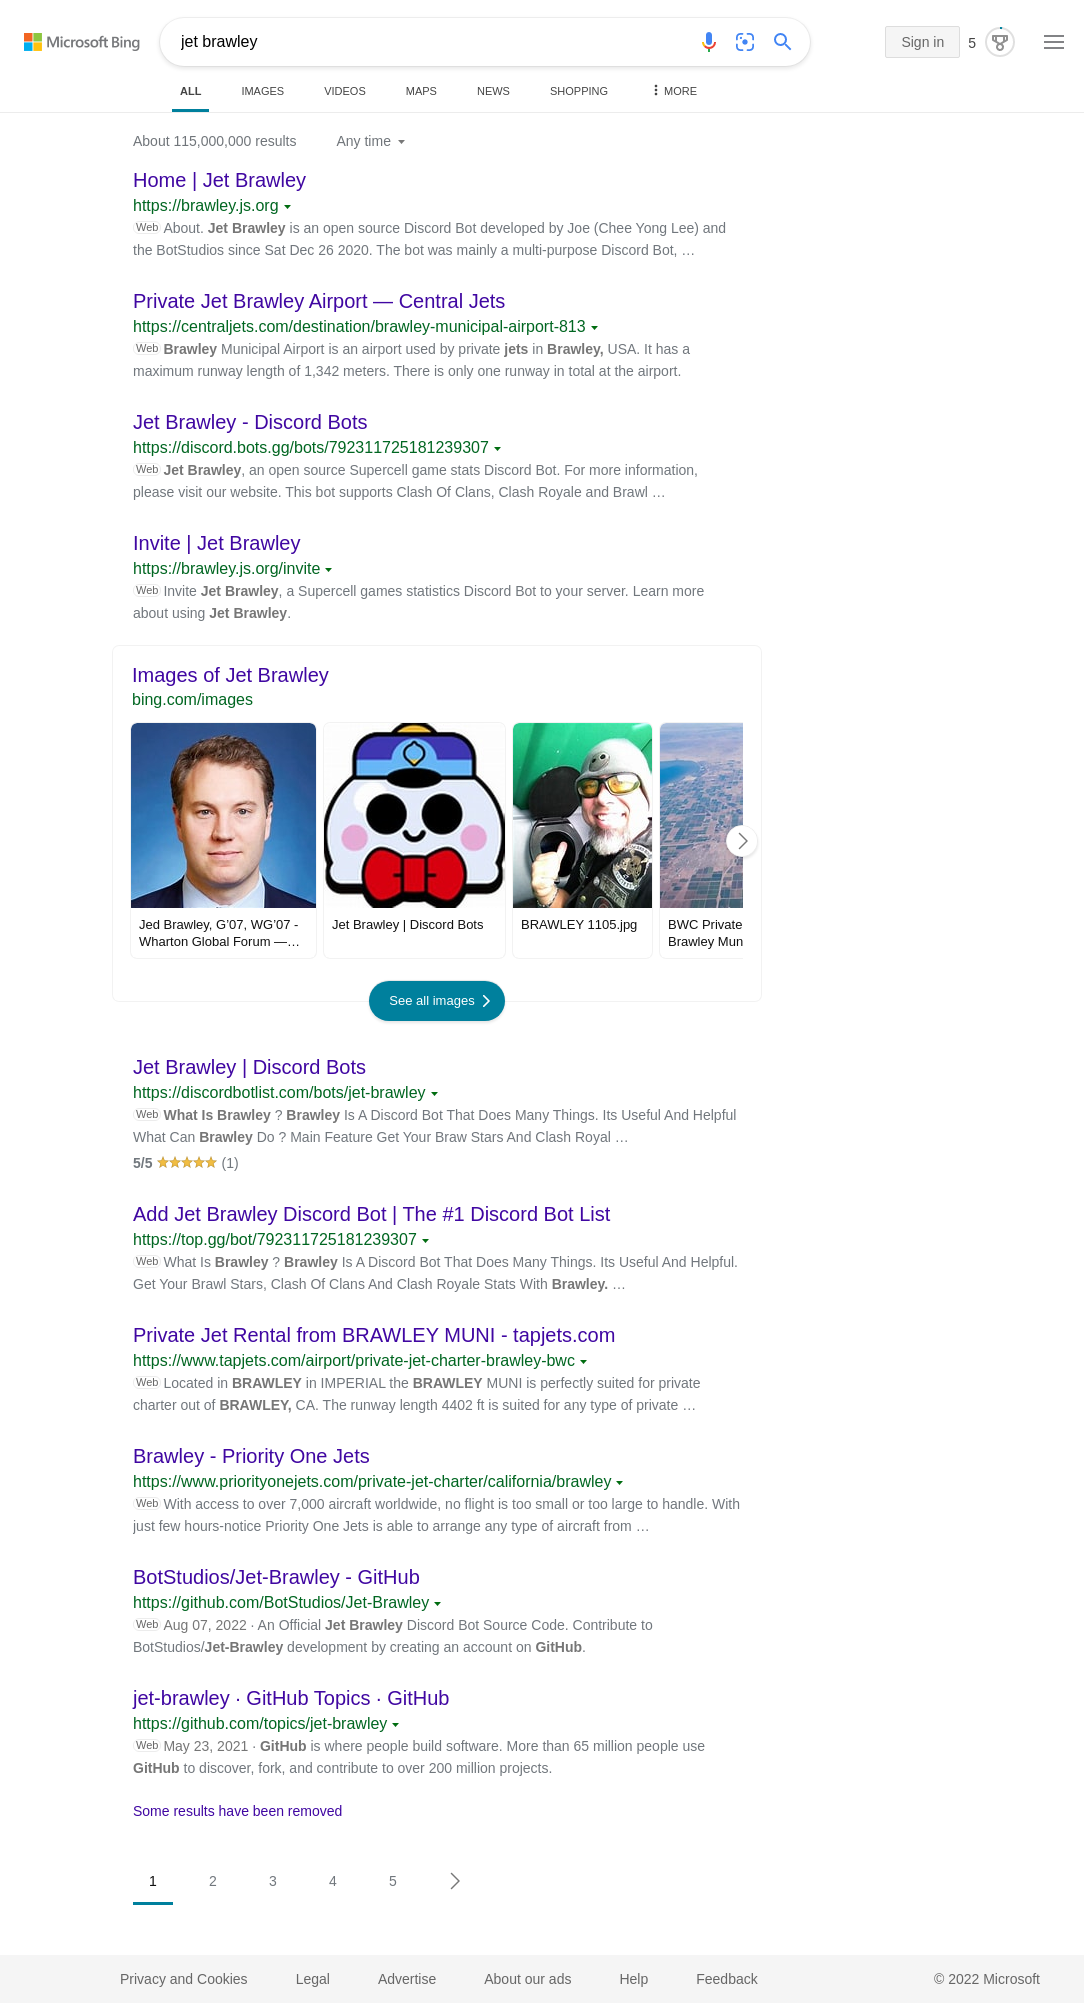 Microsoft Bing
jet brawley
Sign in
5
ALL
IMAGES
VIDEOS
MAPS
NEWS
SHOPPING
MORE
About 115,000,000 results
Any time
Home | Jet Brawley
https://brawley.js.org
Web About. Jet Brawley is an open source Discord Bot developed by Joe (Chee Yong Lee) and
the BotStudios since Sat Dec 26 2020. The bot was mainly a multi-purpose Discord Bot, …
Private Jet Brawley Airport — Central Jets
https://centraljets.com/destination/brawley-municipal-airport-813
Web Brawley Municipal Airport is an airport used by private jets in Brawley, USA. It has a
maximum runway length of 1,342 meters. There is only one runway in total at the airport.
Jet Brawley - Discord Bots
https://discord.bots.gg/bots/792311725181239307
Web Jet Brawley, an open source Supercell game stats Discord Bot. For more information,
please visit our website. This bot supports Clash Of Clans, Clash Royale and Brawl …
Invite | Jet Brawley
https://brawley.js.org/invite
Web Invite Jet Brawley, a Supercell games statistics Discord Bot to your server. Learn more
about using Jet Brawley.
Images of Jet Brawley
bing.com/images
Jed Brawley, G'07, WG'07 -
Wharton Global Forum —…
Jet Brawley | Discord Bots
BRAWLEY 1105.jpg
BWC Private
Brawley Mun
See all images
Jet Brawley | Discord Bots
https://discordbotlist.com/bots/jet-brawley
Web What Is Brawley ? Brawley Is A Discord Bot That Does Many Things. Its Useful And Helpful
What Can Brawley Do ? Main Feature Get Your Braw Stars And Clash Royal …
5/5 ★★★★★ (1)
Add Jet Brawley Discord Bot | The #1 Discord Bot List
https://top.gg/bot/792311725181239307
Web What Is Brawley ? Brawley Is A Discord Bot That Does Many Things. Its Useful And Helpful.
Get Your Brawl Stars, Clash Of Clans And Clash Royale Stats With Brawley. …
Private Jet Rental from BRAWLEY MUNI - tapjets.com
https://www.tapjets.com/airport/private-jet-charter-brawley-bwc
Web Located in BRAWLEY in IMPERIAL the BRAWLEY MUNI is perfectly suited for private
charter out of BRAWLEY, CA. The runway length 4402 ft is suited for any type of private …
Brawley - Priority One Jets
https://www.priorityonejets.com/private-jet-charter/california/brawley
Web With access to over 7,000 aircraft worldwide, no flight is too small or too large to handle. With
just few hours-notice Priority One Jets is able to arrange any type of aircraft from …
BotStudios/Jet-Brawley - GitHub
https://github.com/BotStudios/Jet-Brawley
Web Aug 07, 2022 · An Official Jet Brawley Discord Bot Source Code. Contribute to
BotStudios/Jet-Brawley development by creating an account on GitHub.
jet-brawley · GitHub Topics · GitHub
https://github.com/topics/jet-brawley
Web May 23, 2021 · GitHub is where people build software. More than 65 million people use
GitHub to discover, fork, and contribute to over 200 million projects.
Some results have been removed
1
2
3
4
5
Privacy and Cookies
Legal
Advertise
About our ads
Help
Feedback
© 2022 Microsoft